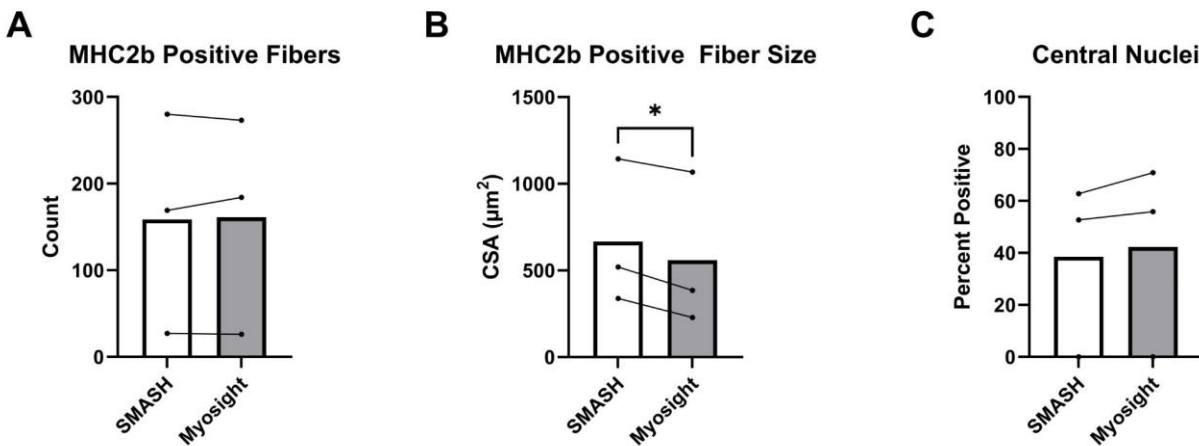 A
MHC2b Positive Fibers
300
200
100
0
Count
SMASH
Myosight
B
MHC2b Positive Fiber Size
1500
1000
500
0
CSA (µm²)
*
SMASH
Myosight
C
Central Nuclei
100
80
60
40
20
0
Percent Positive
SMASH
Myosight